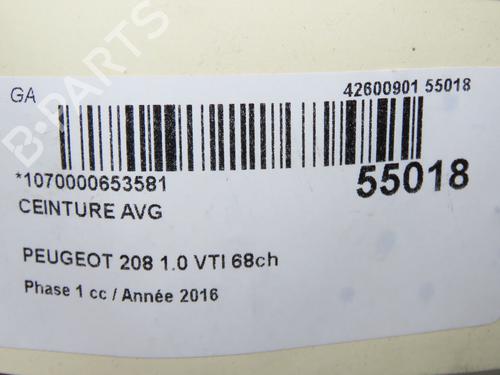 GA
42600901 55018
*1070000653581
55018
CEINTURE AVG
PEUGEOT 208 1.0 VTI 68ch
Phase 1 cc / Année 2016
B-PARTS